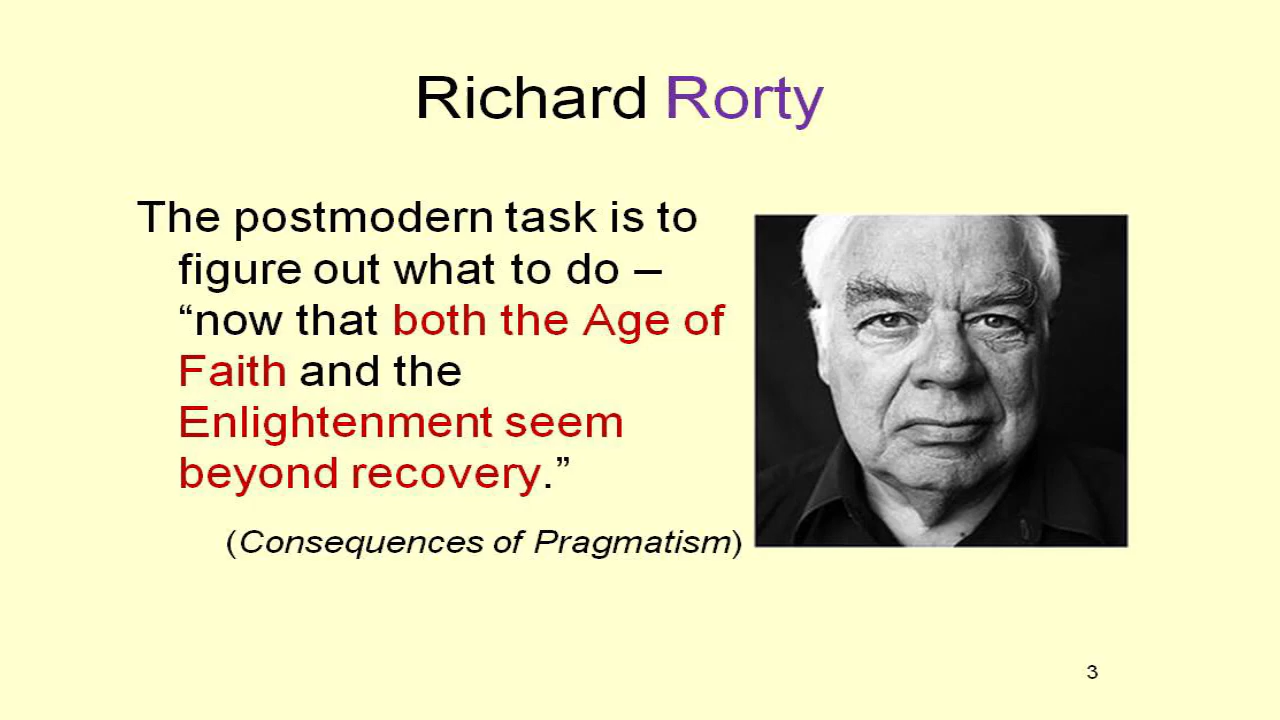 Richard Rorty
The postmodern task is to
figure out what to do –
“now that both the Age of
Faith and the
Enlightenment seem
beyond recovery.”
(Consequences of Pragmatism)
3